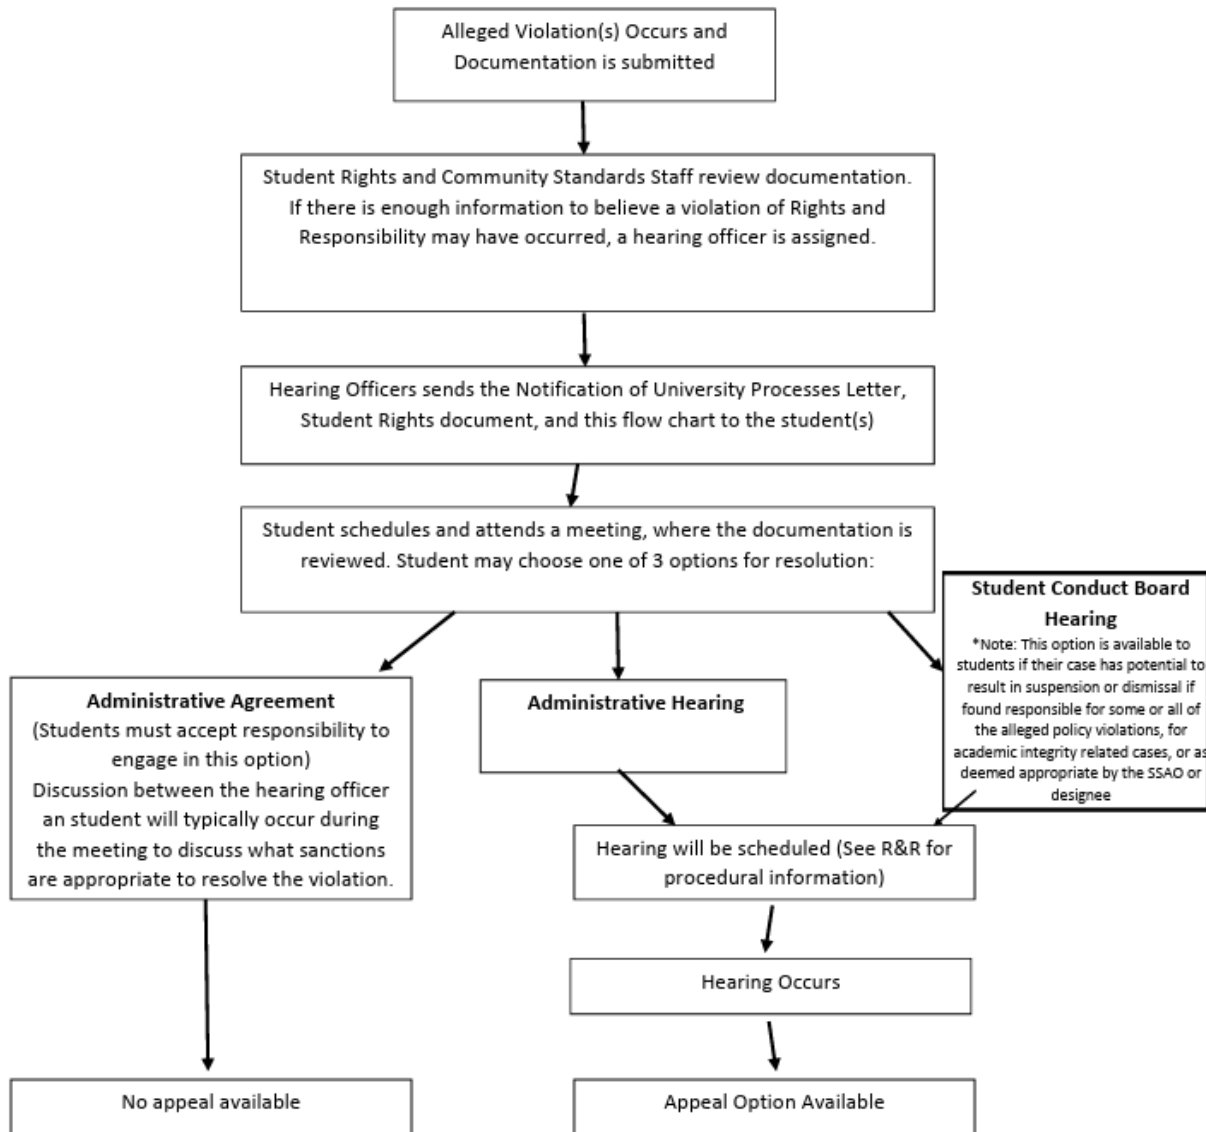 Alleged Violation(s) Occurs and
Documentation is submitted
Student Rights and Community Standards Staff review documentation.
If there is enough information to believe a violation of Rights and
Responsibility may have occurred, a hearing officer is assigned.
Hearing Officers sends the Notification of University Processes Letter,
Student Rights document, and this flow chart to the student(s)
Student schedules and attends a meeting, where the documentation is
reviewed. Student may choose one of 3 options for resolution:
Administrative Agreement
(Students must accept responsibility to
engage in this option)
Discussion between the hearing officer
an student will typically occur during
the meeting to discuss what sanctions
are appropriate to resolve the violation.
Administrative Hearing
Student Conduct Board
Hearing
*Note: This option is available to
students if their case has potential to
result in suspension or dismissal if
found responsible for some or all of
the alleged policy violations, for
academic integrity related cases, or as
deemed appropriate by the SSAO or
designee
Hearing will be scheduled (See R&R for
procedural information)
Hearing Occurs
No appeal available
Appeal Option Available